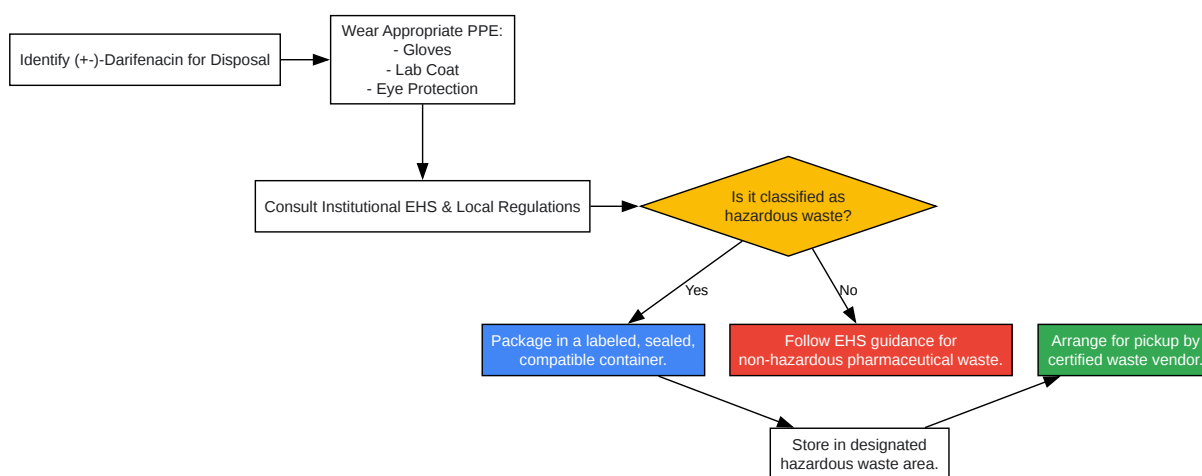 Identify (+-)-Darifenacin for Disposal
Wear Appropriate PPE:
- Gloves
- Lab Coat
- Eye Protection
Consult Institutional EHS & Local Regulations
Is it classified as
hazardous waste?
Yes
No
Package in a labeled, sealed,
compatible container.
Follow EHS guidance for
non-hazardous pharmaceutical waste.
Arrange for pickup by
certified waste vendor.
Store in designated
hazardous waste area.